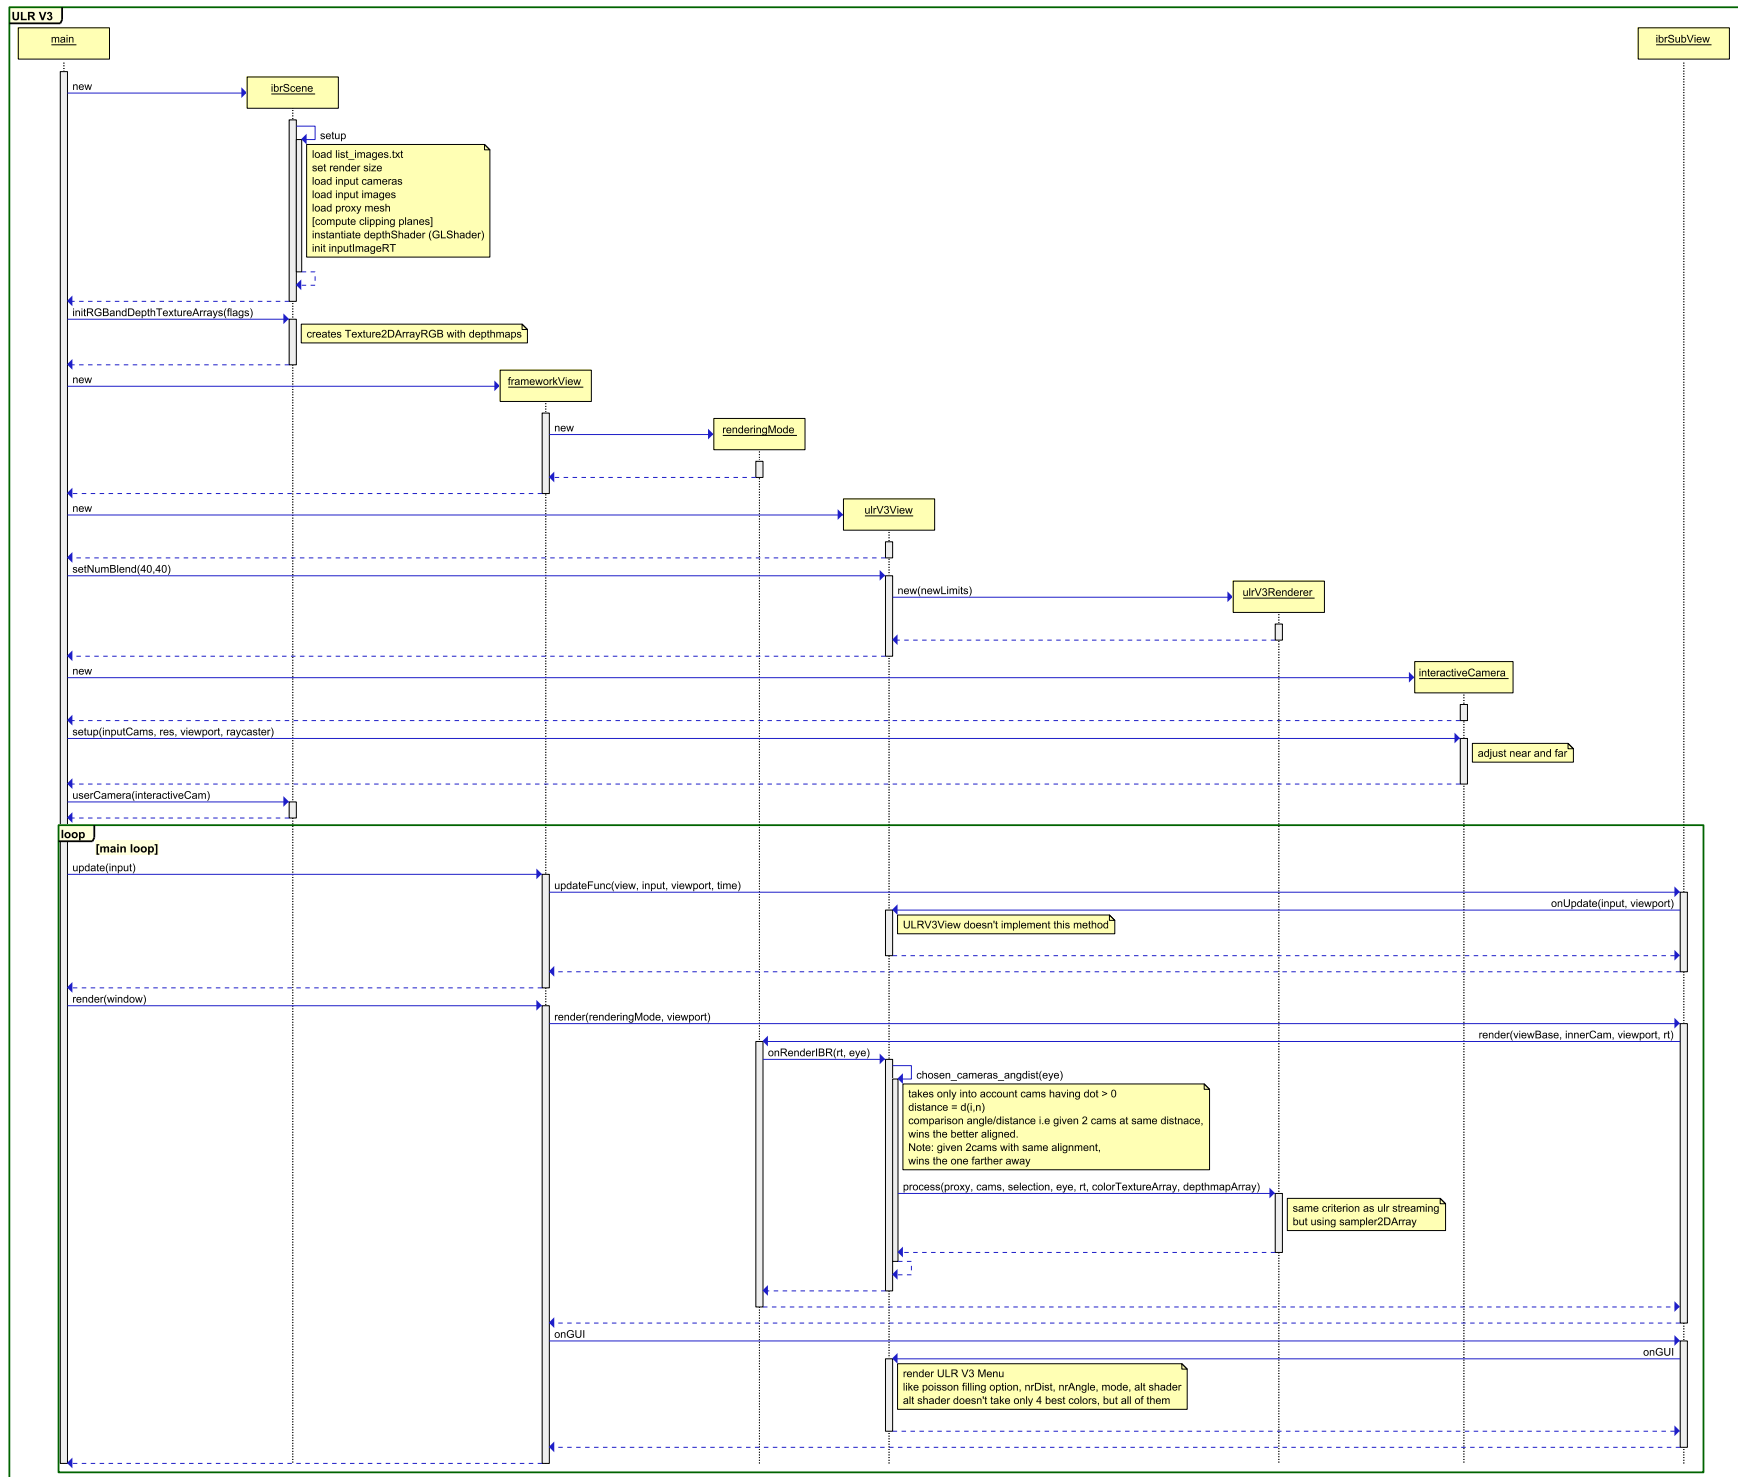 ULR V3
main
ibrSubView
new
ibrScene
setup
load list_images.txt
set render size
load input cameras
load input images
load proxy mesh
[compute clipping planes]
instantiate depthShader (GLShader)
init inputImageRT
initRGBandDepthTextureArrays(flags)
creates Texture2DArrayRGB with depthmaps
new
frameworkView
new
renderingMode
new
ulrV3View
setNumBlend(40,40)
new(newLimits)
ulrV3Renderer
new
interactiveCamera
setup(inputCams, res, viewport, raycaster)
adjust near and far
userCamera(interactiveCam)
loop
[main loop]
update(input)
updateFunc(view, input, viewport, time)
onUpdate(input, viewport)
ULRV3View doesn't implement this method
render(window)
render(renderingMode, viewport)
render(viewBase, innerCam, viewport, rt)
onRenderIBR(rt, eye)
chosen_cameras_angdist(eye)
takes only into account cams having dot > 0
distance = d(i,n)
comparison angle/distance i.e given 2 cams at same distnace,
wins the better aligned.
Note: given 2cams with same alignment,
wins the one farther away
process(proxy, cams, selection, eye, rt, colorTextureArray, depthmapArray)
same criterion as ulr streaming
but using sampler2DArray
onGUI
onGUI
render ULR V3 Menu
like poisson filling option, nrDist, nrAngle, mode, alt shader
alt shader doesn't take only 4 best colors, but all of them